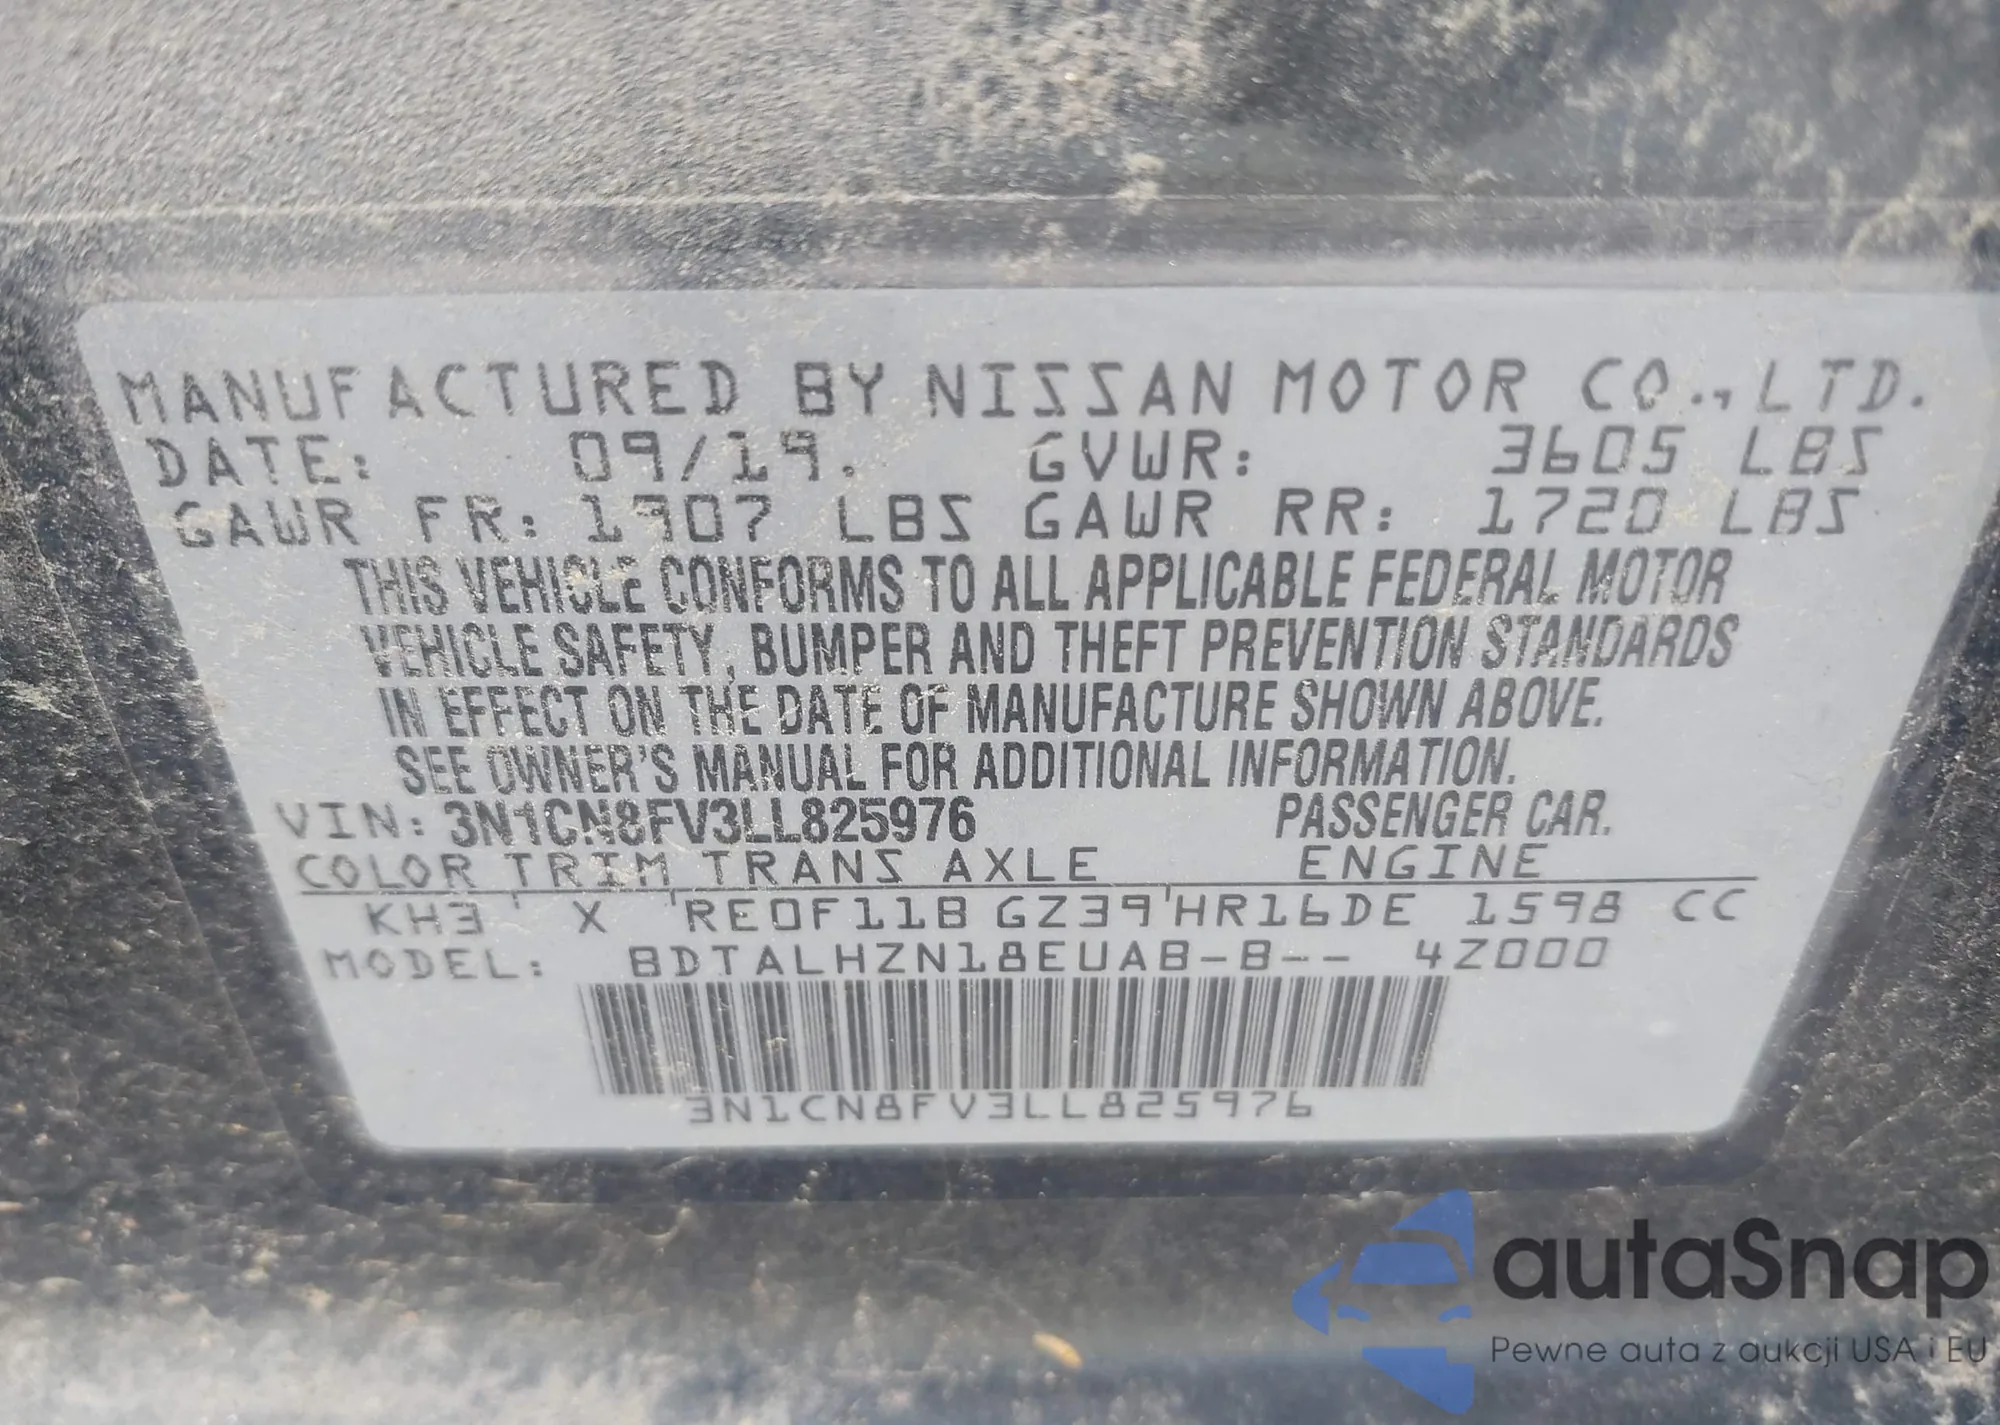 MANUFACTURED BY NISSAN MOTOR CO., LTD.
DATE: 09/19. GVWR: 3605 LBS
GAWR FR: 1907 LBS GAWR RR: 1720 LBS
THIS VEHICLE CONFORMS TO ALL APPLICABLE FEDERAL MOTOR
VEHICLE SAFETY, BUMPER AND THEFT PREVENTION STANDARDS
IN EFFECT ON THE DATE OF MANUFACTURE SHOWN ABOVE.
SEE OWNER'S MANUAL FOR ADDITIONAL INFORMATION.
VIN: 3N1CN8FV3LL825976 PASSENGER CAR.
COLOR TRIM TRANS AXLE ENGINE
KH3 X RE0F11B GZ39 HR16DE 1598 CC
MODEL: BDTALHZN18EUAB-B-- 4Z000
3N1CN8FV3LL825976
autaSnap
Pewne auta z aukcji USA i EU